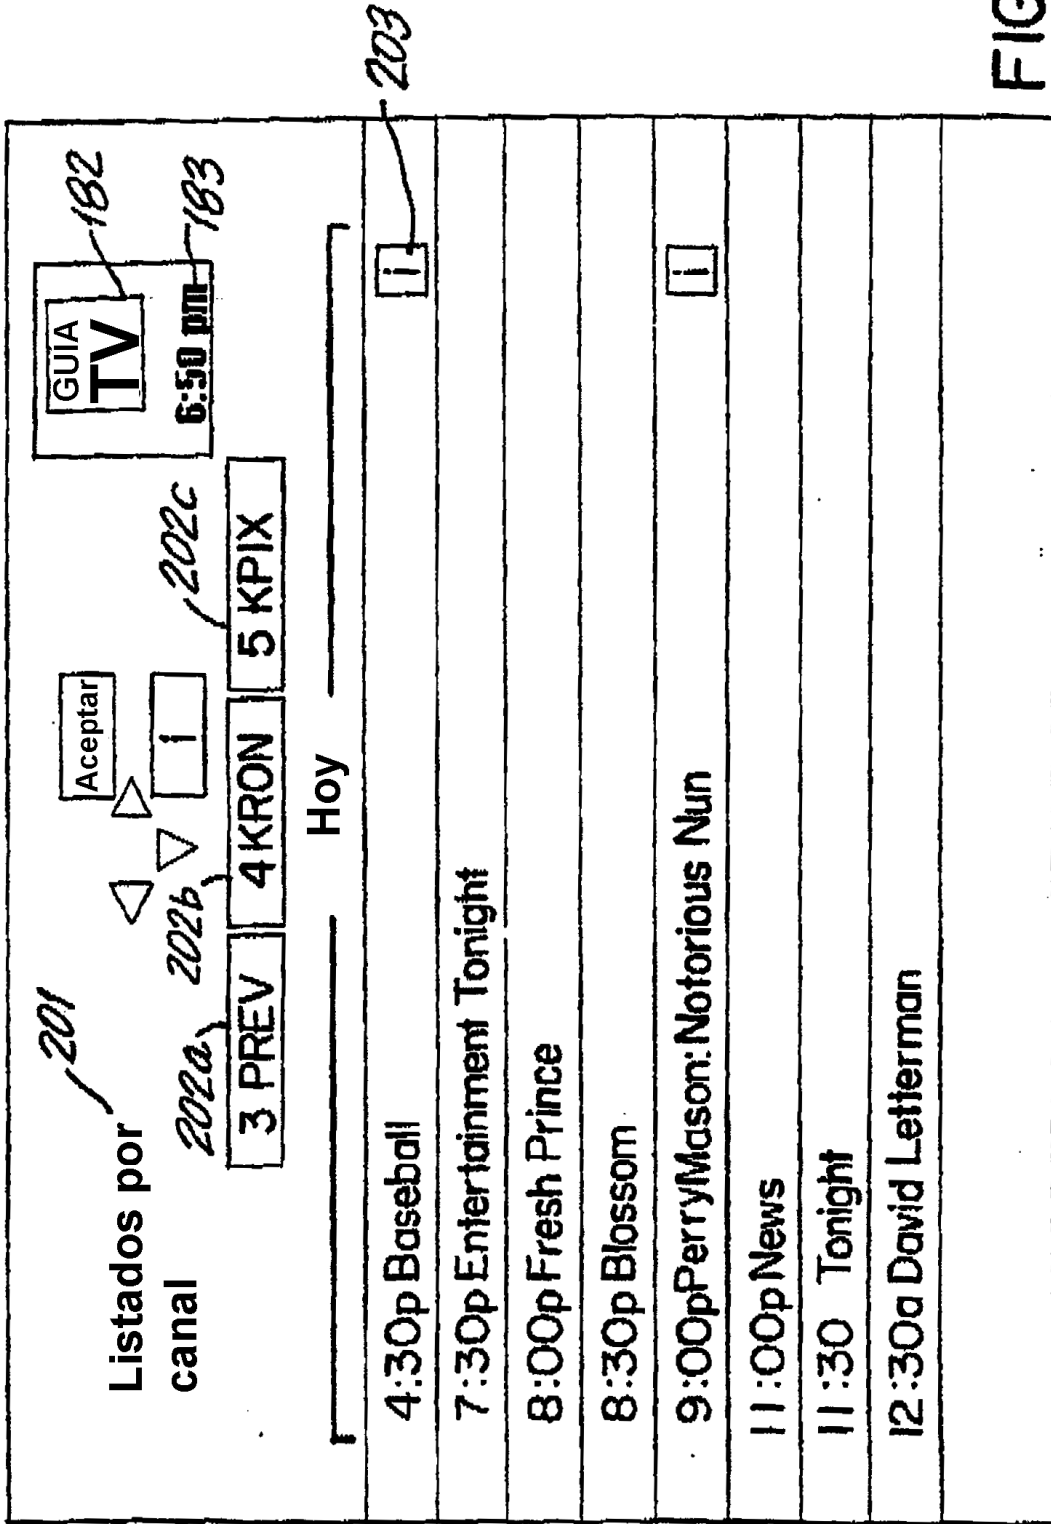 Listados por
canal
201
Aceptar
i
GUIA
TV
182
6:50 pm
183
202a
202b
202c
3 PREV
4 KRON
5 KPIX
Hoy
203
4:30p Baseball
i
7:30p Entertainment Tonight
8:00p Fresh Prince
8:30p Blossom
9:00p Perry Mason: Notorious Nun
i
11:00p News
11:30 Tonight
12:30a David Letterman